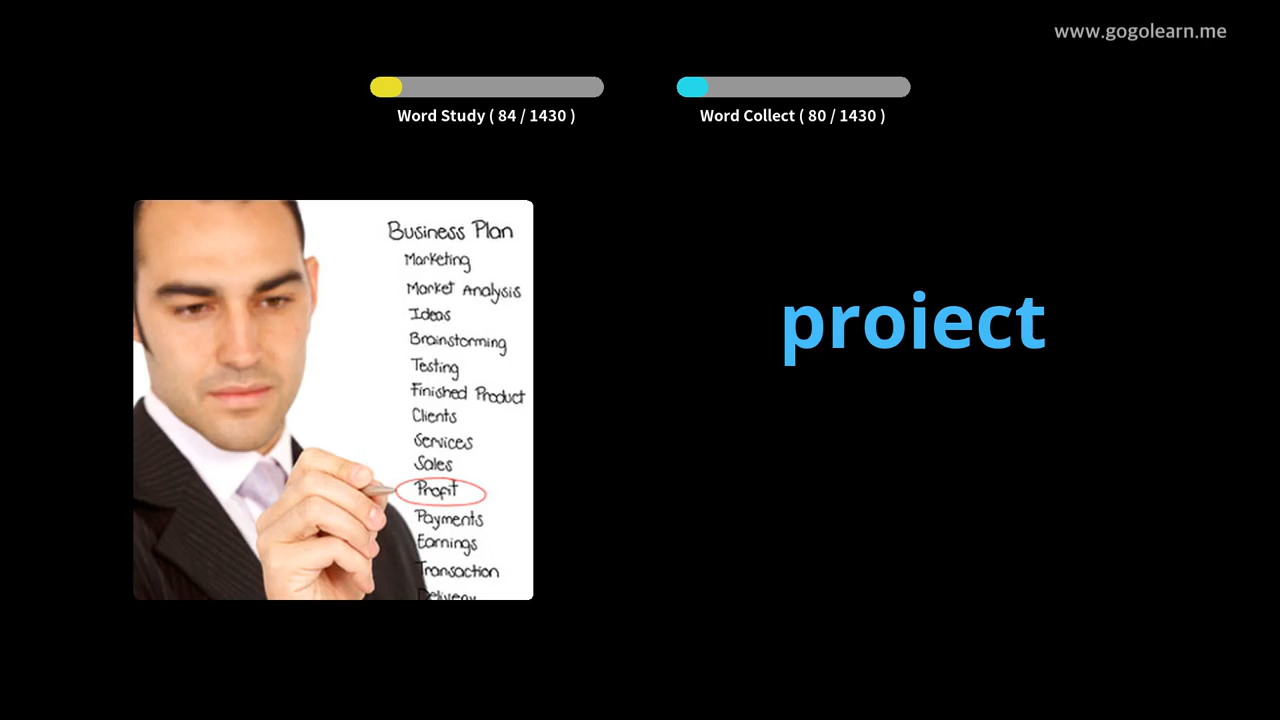 www.gogolearn.me
Word Study ( 84 / 1430 )
Word Collect ( 80 / 1430 )
Business Plan
Marketing
Market Analysis
Ideas
Brainstorming
Testing
Finished Product
Clients
Services
Sales
Profit
Payments
Earnings
Transaction
Delivery
proiect